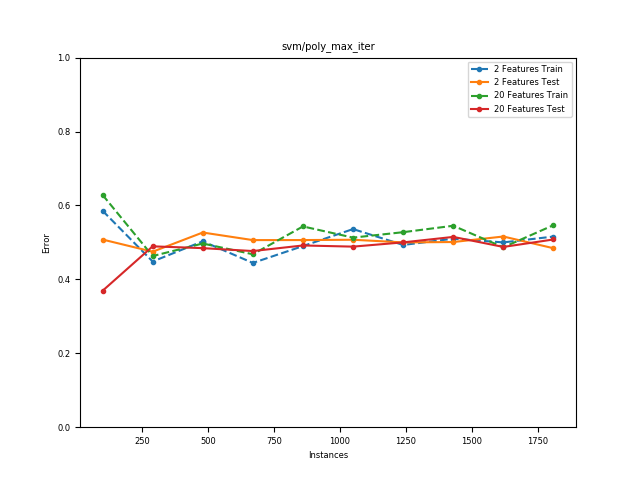 svm/poly_max_iter
2 Features Train
2 Features Test
20 Features Train
20 Features Test
1.0
0.8
0.6
0.4
0.2
0.0
Error
250
500
750
1000
1250
1500
1750
Instances